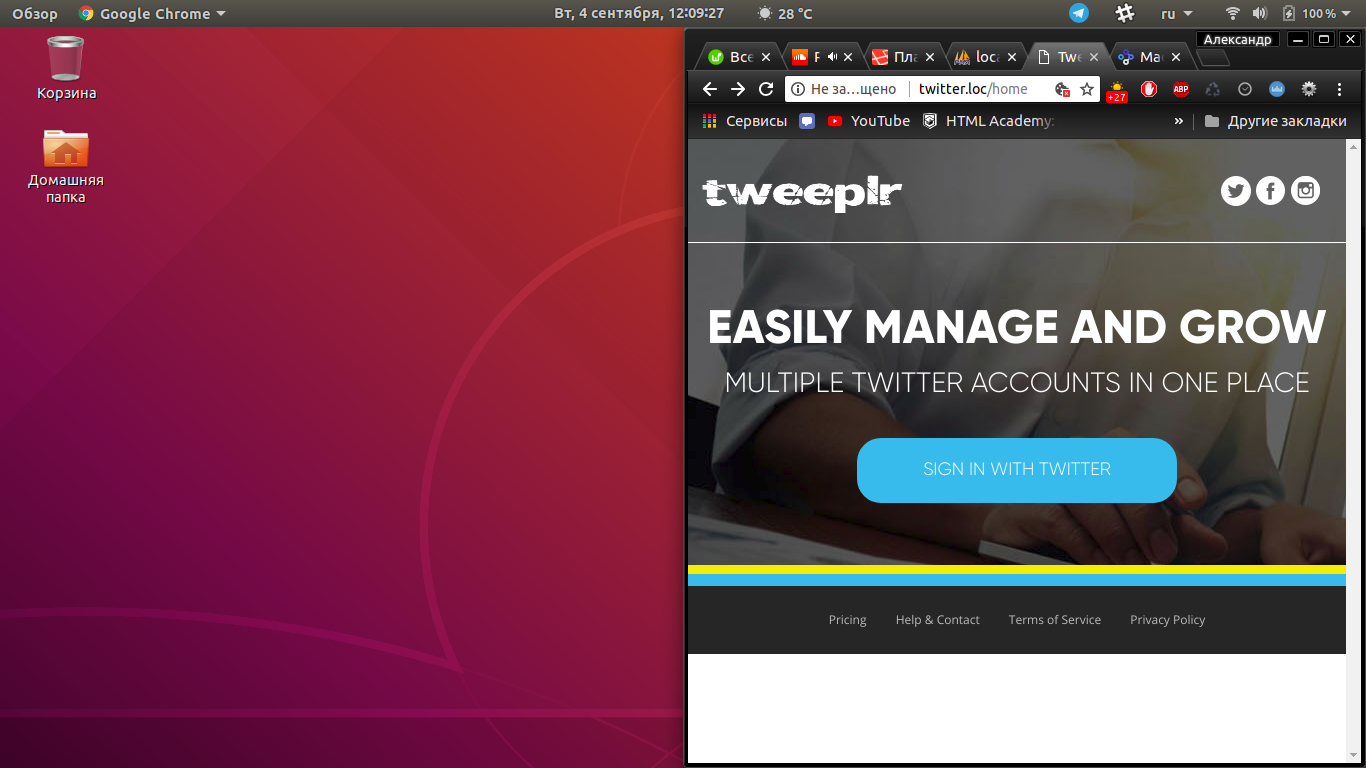 Обзор
Google Chrome
Вт, 4 сентября, 12:09:27
28 °C
ru
100 %
Корзина
Домашняя
папка
Александр
Все
Пла
loca
Twe
Ma
Не за...щено
twitter.loc/home
+27
ABP
Сервисы
YouTube
HTML Academy:
»
Другие закладки
tweeplr
EASILY MANAGE AND GROW
MULTIPLE TWITTER ACCOUNTS IN ONE PLACE
SIGN IN WITH TWITTER
Pricing
Help & Contact
Terms of Service
Privacy Policy